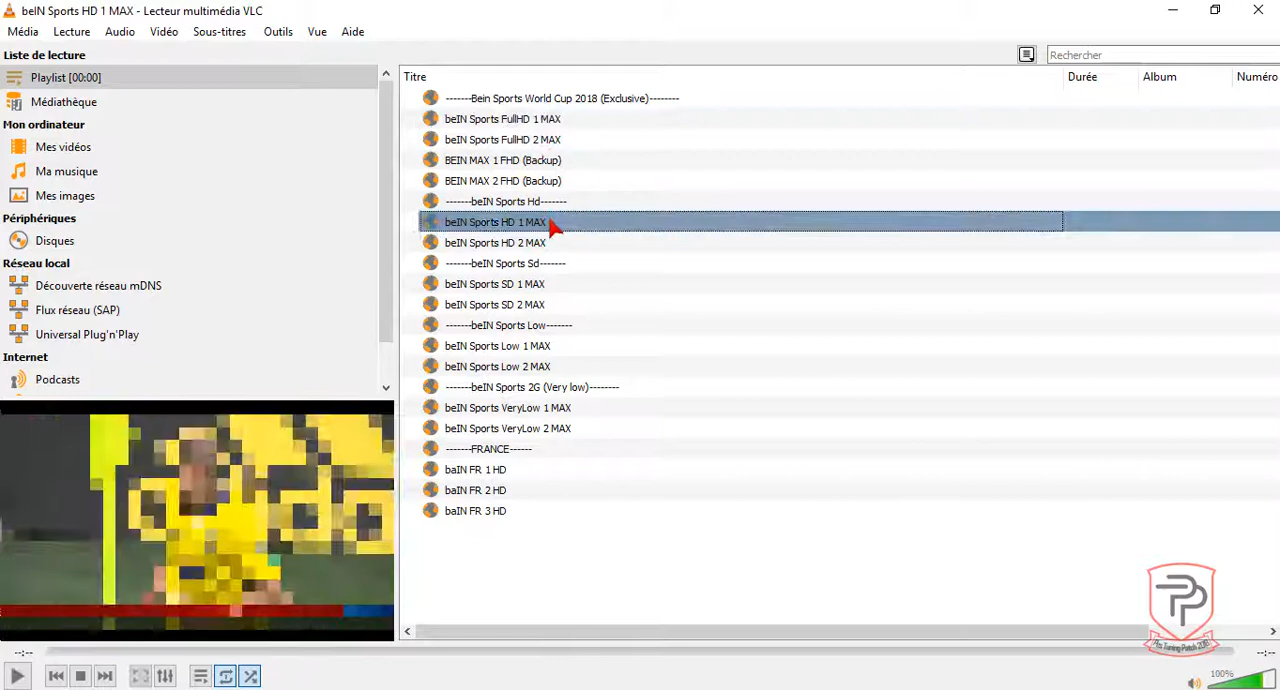 beIN Sports HD 1 MAX - Lecteur multimédia VLC
Média Lecture Audio Vidéo Sous-titres Outils Vue Aide
Liste de lecture
Playlist [00:00]
Médiathèque
Mon ordinateur
Mes vidéos
Ma musique
Mes images
Périphériques
Disques
Réseau local
Découverte réseau mDNS
Flux réseau (SAP)
Universal Plug'n'Play
Internet
Podcasts
Rechercher
Titre Durée Album Numéro
-------Bein Sports World Cup 2018 (Exclusive)--------
beIN Sports FullHD 1 MAX
beIN Sports FullHD 2 MAX
BEIN MAX 1 FHD (Backup)
BEIN MAX 2 FHD (Backup)
-------beIN Sports Hd-------
beIN Sports HD 1 MAX
beIN Sports HD 2 MAX
-------beIN Sports Sd-------
beIN Sports SD 1 MAX
beIN Sports SD 2 MAX
-------beIN Sports Low-------
beIN Sports Low 1 MAX
beIN Sports Low 2 MAX
-------beIN Sports 2G (Very low)--------
beIN Sports VeryLow 1 MAX
beIN Sports VeryLow 2 MAX
-------FRANCE------
baIN FR 1 HD
baIN FR 2 HD
baIN FR 3 HD
Pes Tuning Patch 2018
--:-- --:--
100%